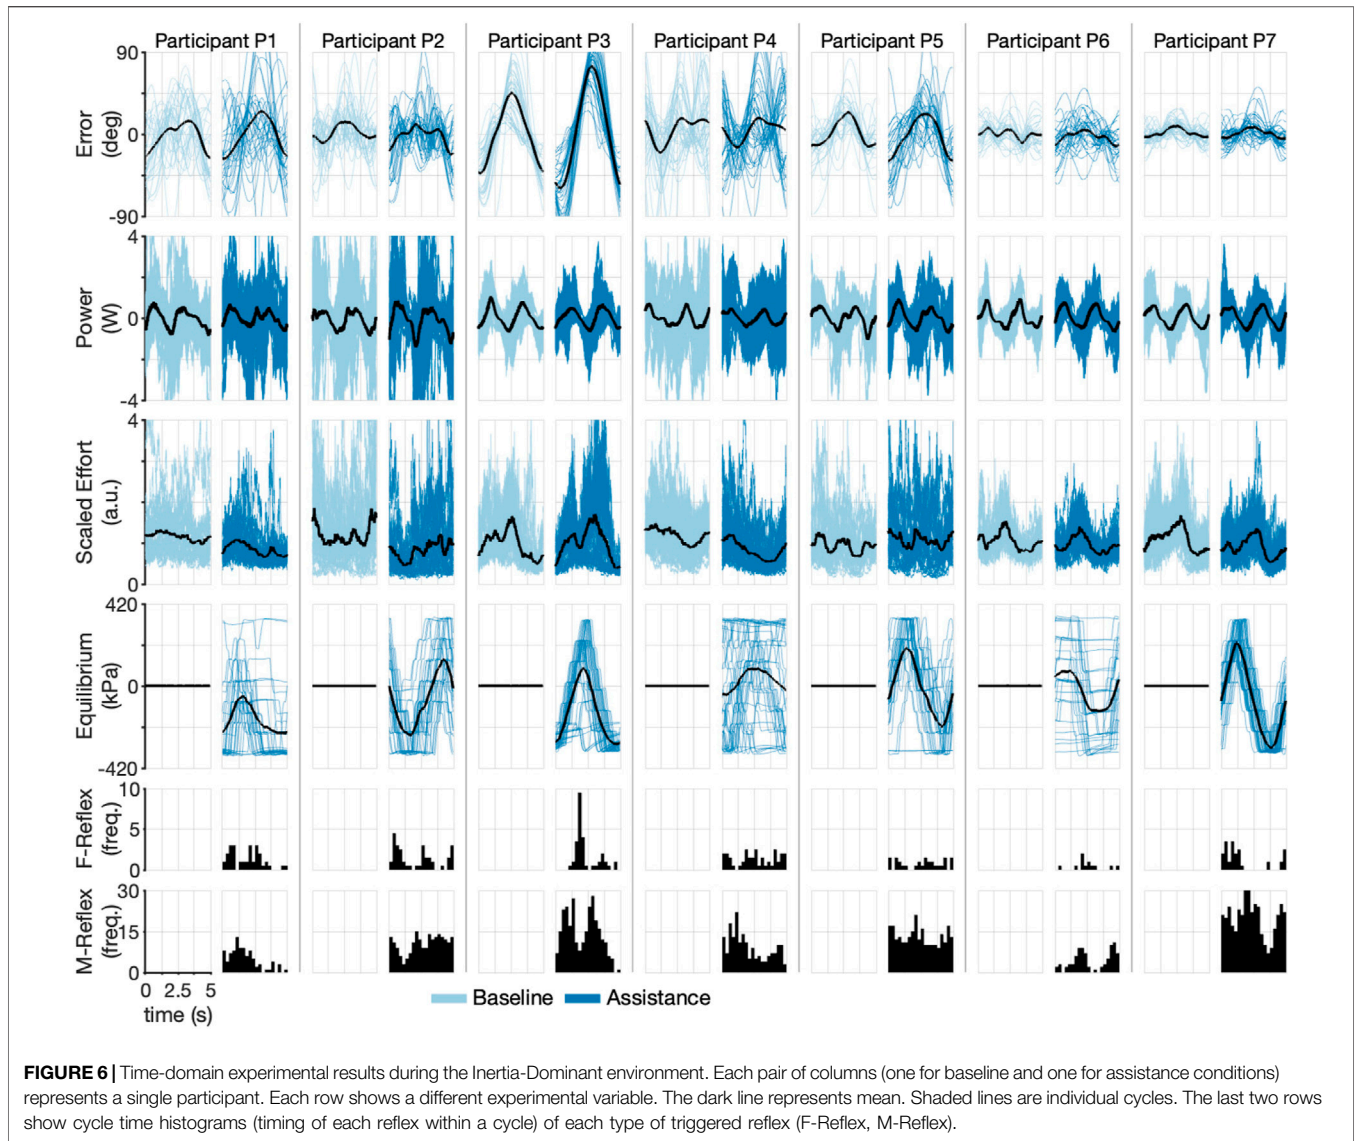 Participant P1 Participant P2 Participant P3 Participant P4 Participant P5 Participant P6 Participant P7
90
0
-90
Error
(deg)
4
0
-4
Power
(W)
4
0
Scaled Effort
(a.u.)
420
0
-420
Equilibrium
(kPa)
10
5
0
F-Reflex
(freq.)
30
15
0
M-Reflex
(freq.)
0 2.5 5
time (s)
Baseline Assistance
FIGURE 6 | Time-domain experimental results during the Inertia-Dominant environment. Each pair of columns (one for baseline and one for assistance conditions)
represents a single participant. Each row shows a different experimental variable. The dark line represents mean. Shaded lines are individual cycles. The last two rows
show cycle time histograms (timing of each reflex within a cycle) of each type of triggered reflex (F-Reflex, M-Reflex).